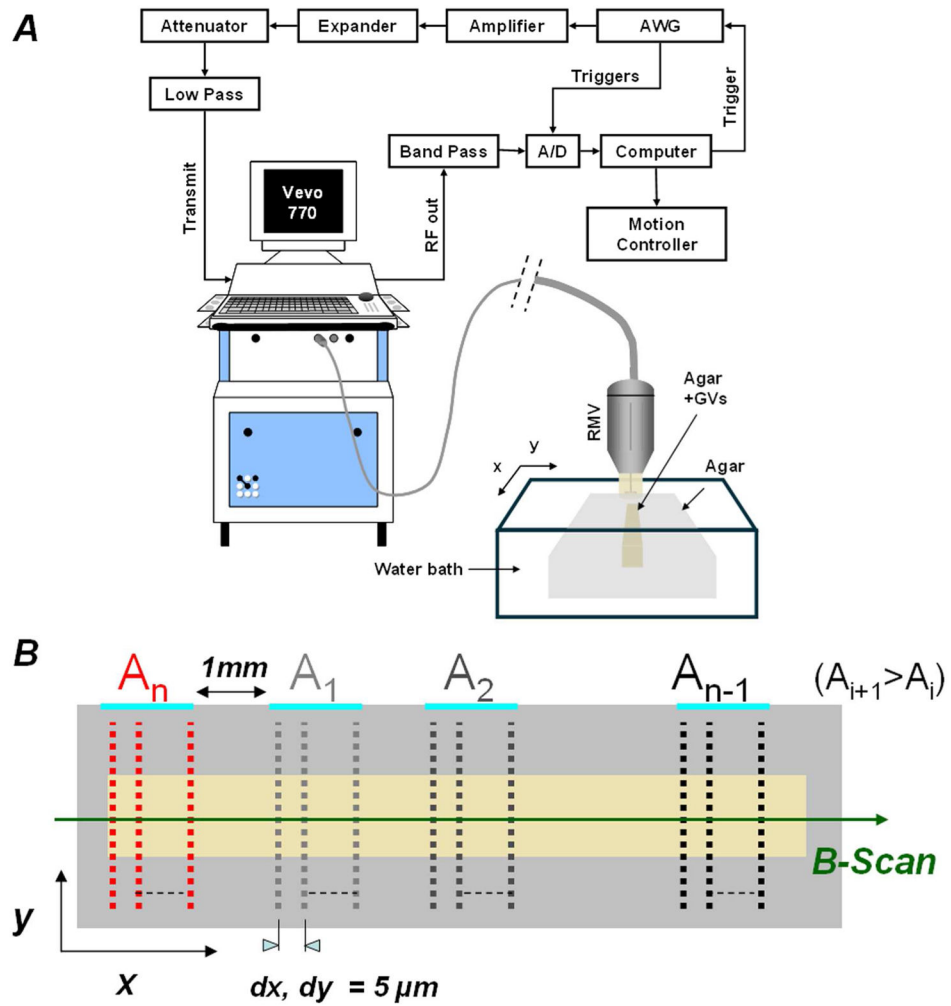 A
Attenuator
Expander
Amplifier
AWG
Low Pass
Triggers
Trigger
Band Pass
A/D
Computer
Motion
Controller
Transmit
RF out
Vevo
770
RMV
Agar
+GVs
Agar
x
y
Water bath
B
1mm
An
A1
A2
An-1
(Ai+1>Ai)
B-Scan
y
X
dx, dy = 5 µm